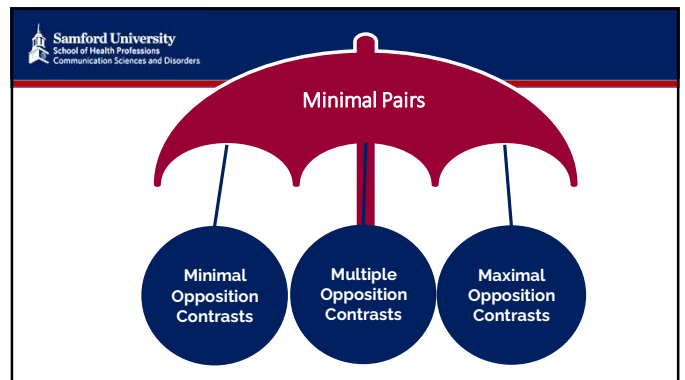 Samford University
School of Health Professions
Communication Sciences and Disorders
Minimal Pairs
Minimal
Opposition
Contrasts
Multiple
Opposition
Contrasts
Maximal
Opposition
Contrasts